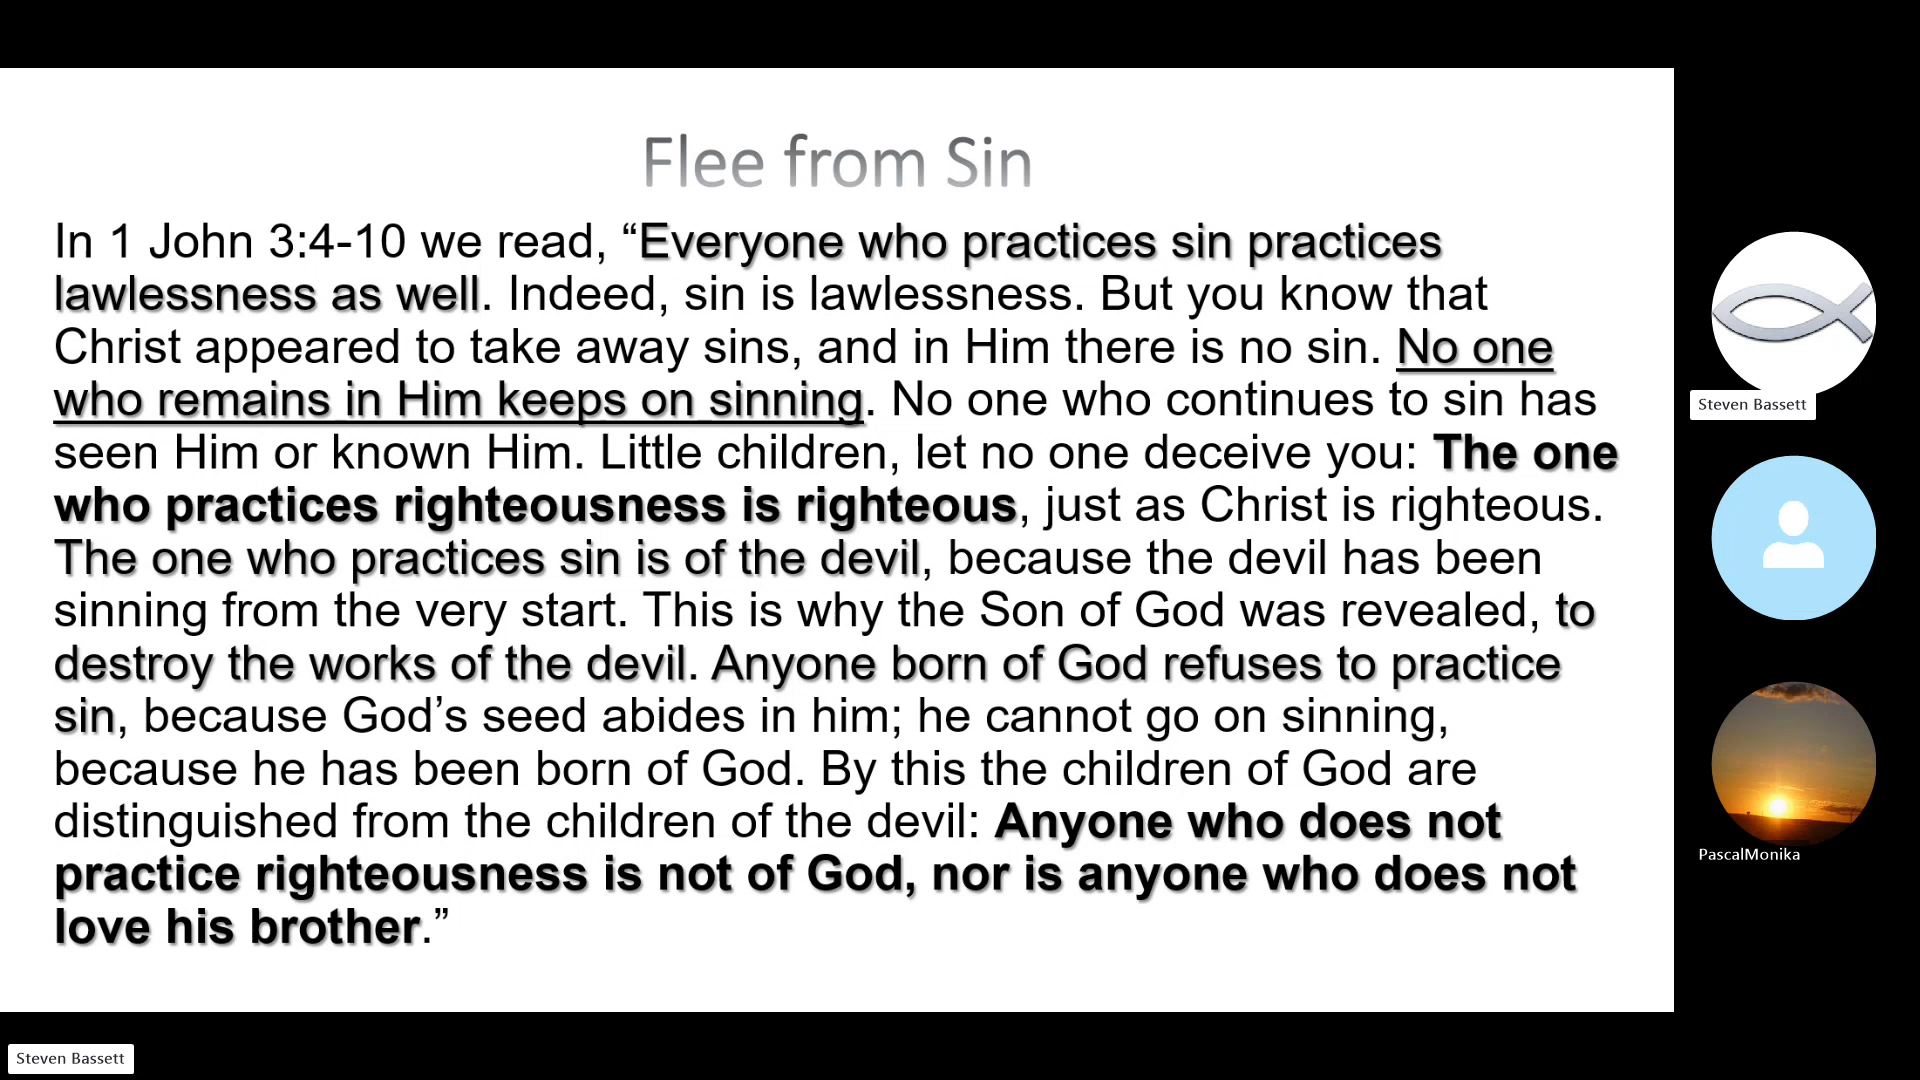 Flee from Sin
In 1 John 3:4-10 we read, “Everyone who practices sin practices
lawlessness as well. Indeed, sin is lawlessness. But you know that
Christ appeared to take away sins, and in Him there is no sin. No one
who remains in Him keeps on sinning. No one who continues to sin has
seen Him or known Him. Little children, let no one deceive you: The one
who practices righteousness is righteous, just as Christ is righteous.
The one who practices sin is of the devil, because the devil has been
sinning from the very start. This is why the Son of God was revealed, to
destroy the works of the devil. Anyone born of God refuses to practice
sin, because God’s seed abides in him; he cannot go on sinning,
because he has been born of God. By this the children of God are
distinguished from the children of the devil: Anyone who does not
practice righteousness is not of God, nor is anyone who does not
love his brother.”
Steven Bassett
PascalMonika
Steven Bassett